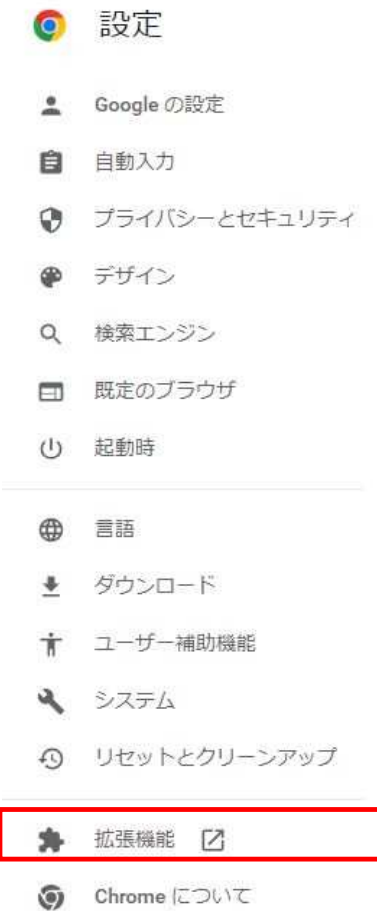 設定
Google の設定
自動入力
プライバシーとセキュリティ
デザイン
検索エンジン
既定のブラウザ
起動時
言語
ダウンロード
ユーザー補助機能
システム
リセットとクリーンアップ
拡張機能
Chrome について